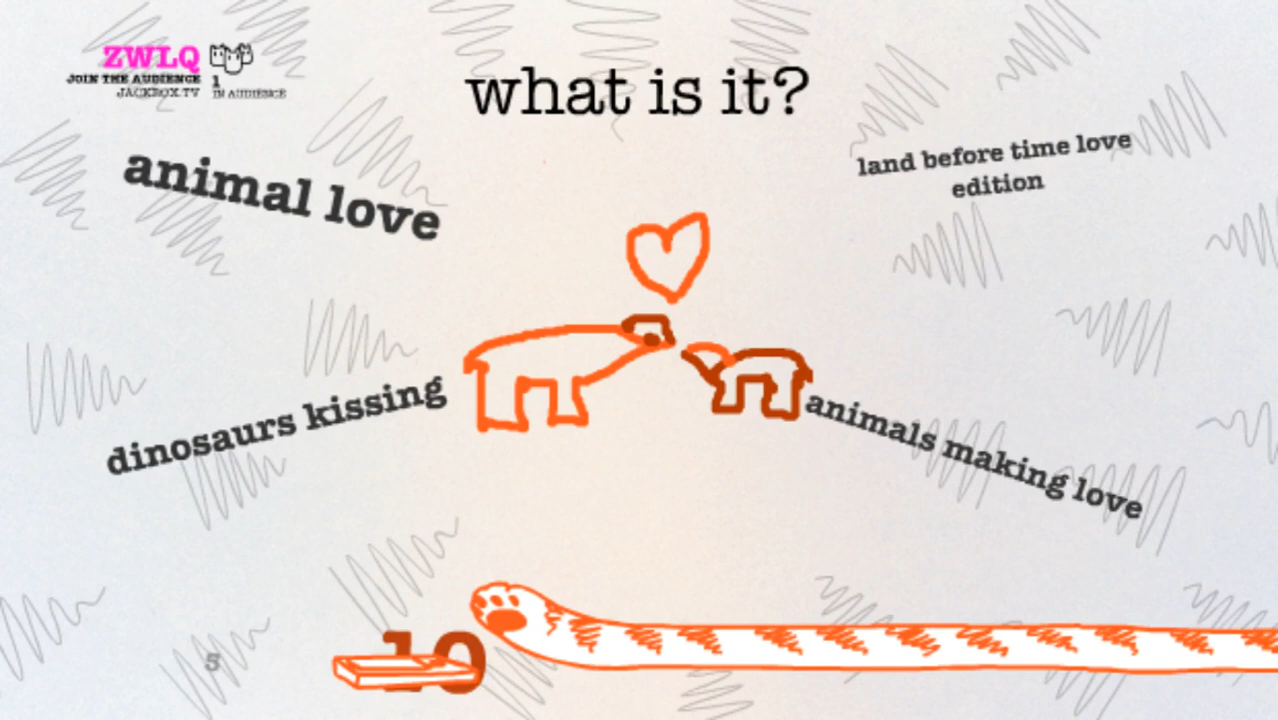 ZWLQ
JOIN THE AUDIENCE
JACKBOX.TV
1
IN AUDIENCE
what is it?
animal love
land before time love
edition
dinosaurs kissing
animals making love
5
10